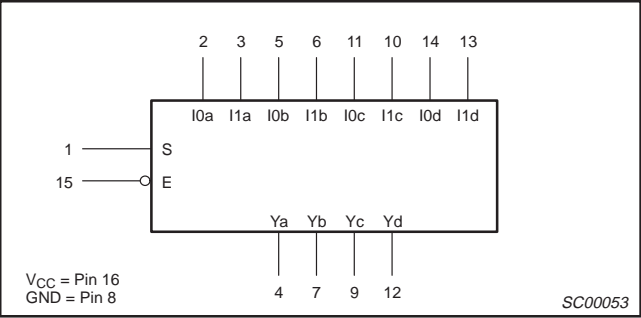 2 3 5 6 11 10 14 13
I0a I1a I0b I1b I0c I1c I0d I1d
1 S
15 E
Ya Yb Yc Yd
4 7 9 12
VCC = Pin 16
GND = Pin 8
SC00053